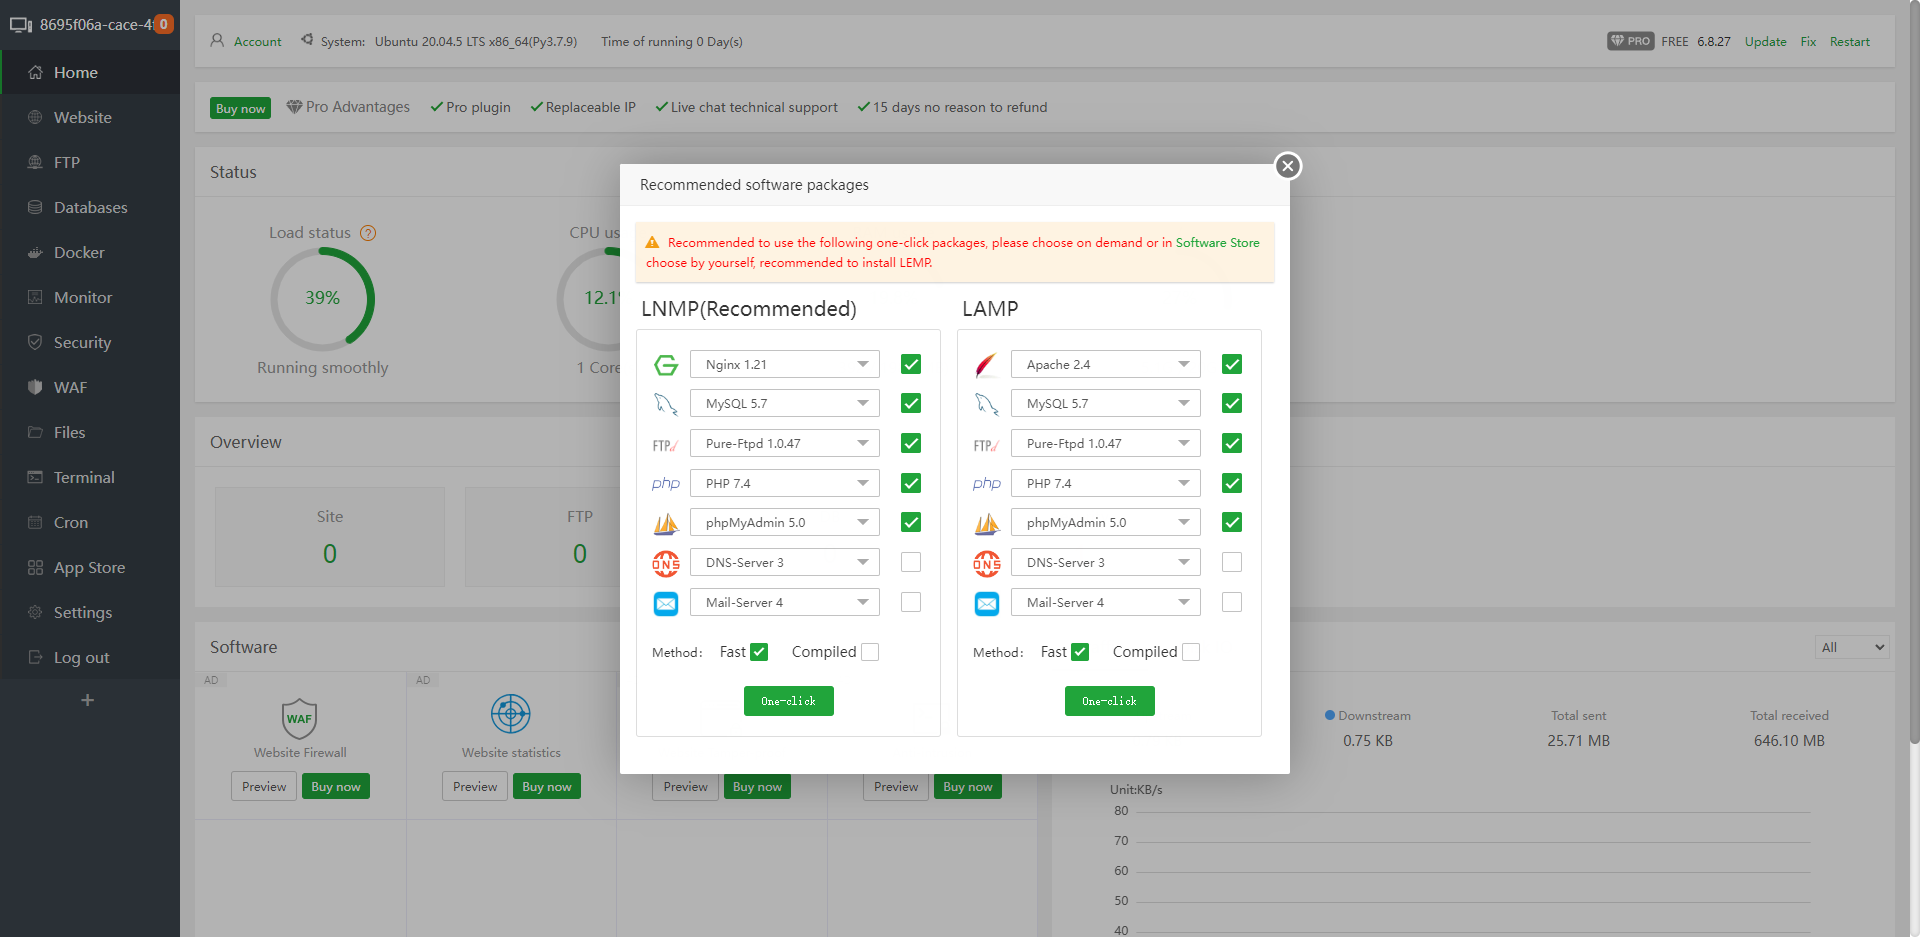 8695f06a-cace-4
0
Home
Website
FTP
Databases
Docker
Monitor
Security
WAF
Files
Terminal
Cron
App Store
Settings
Log out
+
Account System: Ubuntu 20.04.5 LTS x86_64(Py3.7.9) Time of running 0 Day(s)
PRO FREE 6.8.27 Update Fix Restart
Buy now Pro Advantages Pro plugin Replaceable IP Live chat technical support 15 days no reason to refund
Status
Load status ?
39%
Running smoothly
CPU us
12.1
1 Core
Overview
Site
0
FTP
0
Software
AD
WAF
Website Firewall
Preview Buy now
AD
Website statistics
Preview Buy now
Preview Buy now
Preview Buy now
Recommended software packages
Recommended to use the following one-click packages, please choose on demand or in Software Store
choose by yourself, recommended to install LEMP.
LNMP(Recommended)
Nginx 1.21
MySQL 5.7
FTPd Pure-Ftpd 1.0.47
php PHP 7.4
phpMyAdmin 5.0
DNS DNS-Server 3
Mail-Server 4
Method: Fast Compiled
One-click
LAMP
Apache 2.4
MySQL 5.7
FTPd Pure-Ftpd 1.0.47
php PHP 7.4
phpMyAdmin 5.0
DNS DNS-Server 3
Mail-Server 4
Method: Fast Compiled
One-click
All
Downstream
0.75 KB
Total sent
25.71 MB
Total received
646.10 MB
Unit:KB/s
80
70
60
50
40